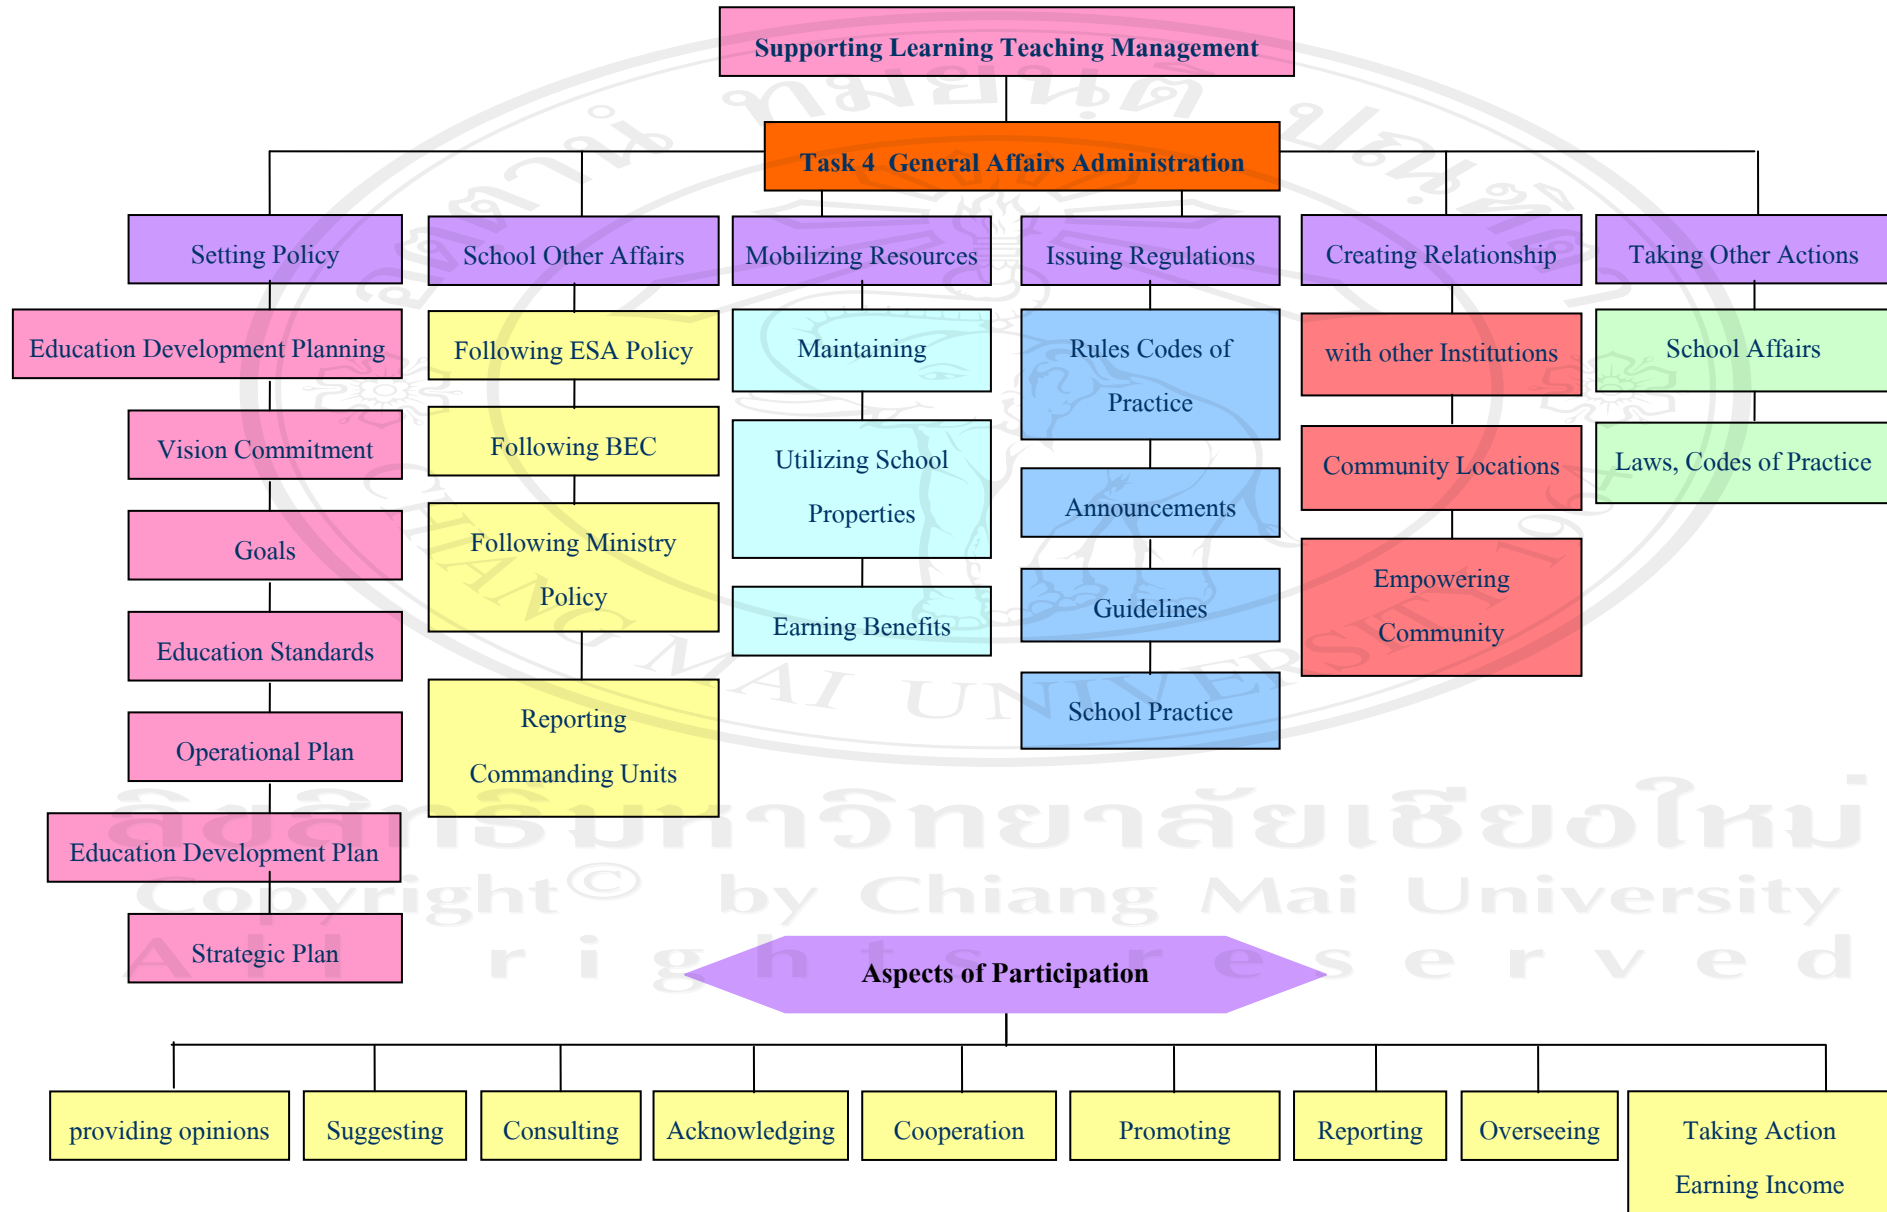 Supporting Learning Teaching Management
Task 4 General Affairs Administration
Setting Policy
Education Development Planning
Vision Commitment
Goals
Education Standards
Operational Plan
Education Development Plan
Strategic Plan
School Other Affairs
Following ESA Policy
Following BEC
Following Ministry
Policy
Reporting
Commanding Units
Mobilizing Resources
Maintaining
Utilizing School
Properties
Earning Benefits
Issuing Regulations
Rules Codes of
Practice
Announcements
Guidelines
School Practice
Creating Relationship
with other Institutions
Community Locations
Empowering
Community
Taking Other Actions
School Affairs
Laws, Codes of Practice
Aspects of Participation
providing opinions
Suggesting
Consulting
Acknowledging
Cooperation
Promoting
Reporting
Overseeing
Taking Action
Earning Income
CHIANG MAI UNIVERSITY 1964
ลิขสิทธิ์มหาวิทยาลัยเชียงใหม่
Copyright© by Chiang Mai University
All rights reserved